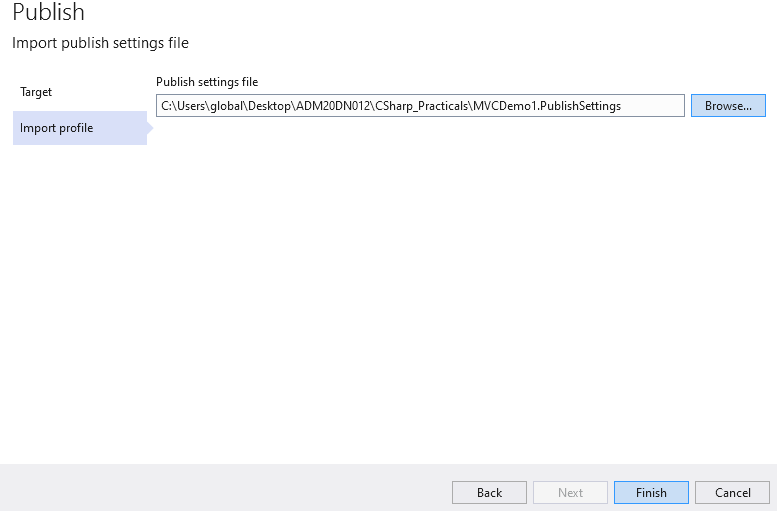 Publish
Import publish settings file
Target
Import profile
Publish settings file
C:\Users\global\Desktop\ADM20DN012\CSharp_Practicals\MVCDemo1.PublishSettings
Browse...
Back
Next
Finish
Cancel